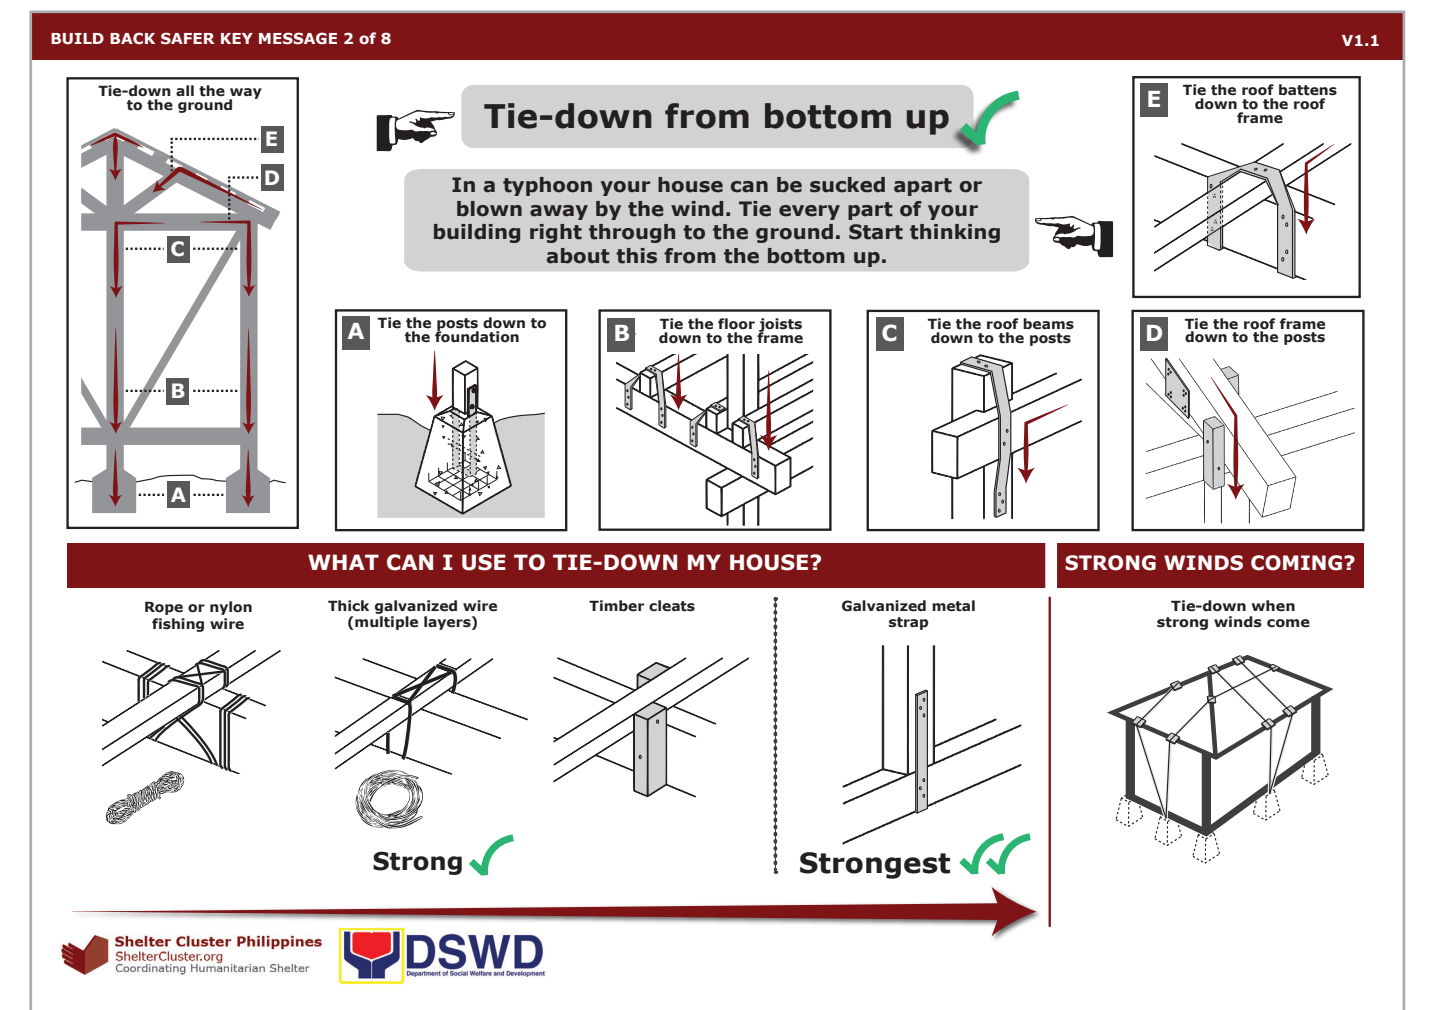 BUILD BACK SAFER KEY MESSAGE 2 of 8
V1.1
Tie-down all the way
to the ground
E
D
C
B
A
Tie-down from bottom up
In a typhoon your house can be sucked apart or
blown away by the wind. Tie every part of your
building right through to the ground. Start thinking
about this from the bottom up.
E
Tie the roof battens
down to the roof
frame
A
Tie the posts down to
the foundation
B
Tie the floor joists
down to the frame
C
Tie the roof beams
down to the posts
D
Tie the roof frame
down to the posts
WHAT CAN I USE TO TIE-DOWN MY HOUSE?
Rope or nylon
fishing wire
Thick galvanized wire
(multiple layers)
Timber cleats
Galvanized metal
strap
Strong
Strongest
STRONG WINDS COMING?
Tie-down when
strong winds come
Shelter Cluster Philippines
ShelterCluster.org
Coordinating Humanitarian Shelter
DSWD
Department of Social Welfare and Development